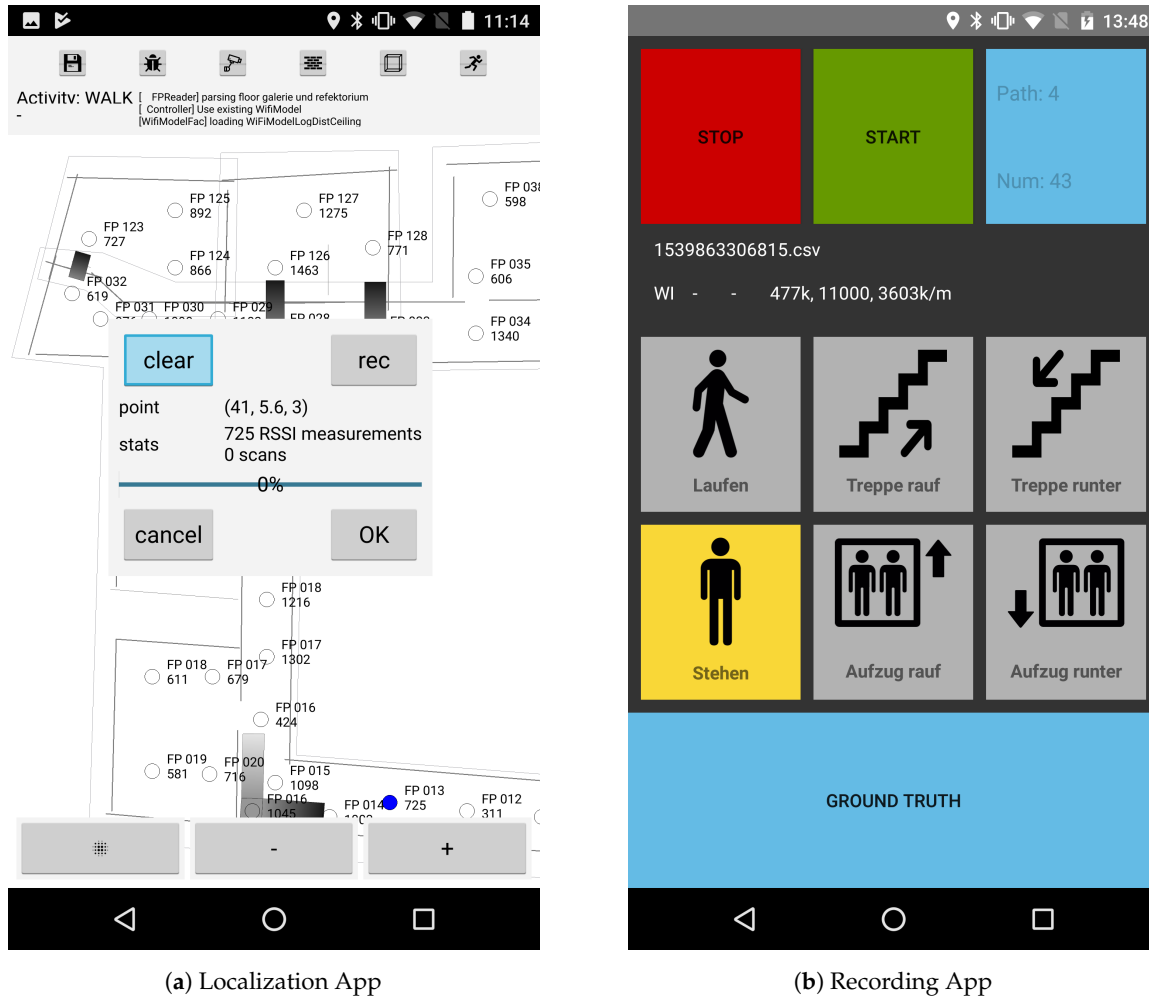 11:14
Activity: WALK
-
[ FPReader] parsing floor galerie und refektorium
[ Controller] Use existing WifiModel
[WifiModelFac] loading WiFiModelLogDistCeiling
FP 125
892
FP 127
1275
FP 038
598
FP 123
727
FP 128
771
FP 124
866
FP 126
1463
FP 035
606
FP 032
619
FP 031
FP 030
FP 029
FP 028
FP 034
1340
clear
rec
point
(41, 5.6, 3)
stats
725 RSSI measurements
0 scans
0%
cancel
OK
FP 018
1216
FP 017
1302
FP 018
611
FP 017
679
FP 016
424
FP 019
581
FP 020
716
FP 015
1098
FP 016
1045
FP 014
FP 013
725
FP 012
311
-
+
(a) Localization App
13:48
STOP
START
Path: 4
Num: 43
1539863306815.csv
WI - - 477k, 11000, 3603k/m
Laufen
Treppe rauf
Treppe runter
Stehen
Aufzug rauf
Aufzug runter
GROUND TRUTH
(b) Recording App